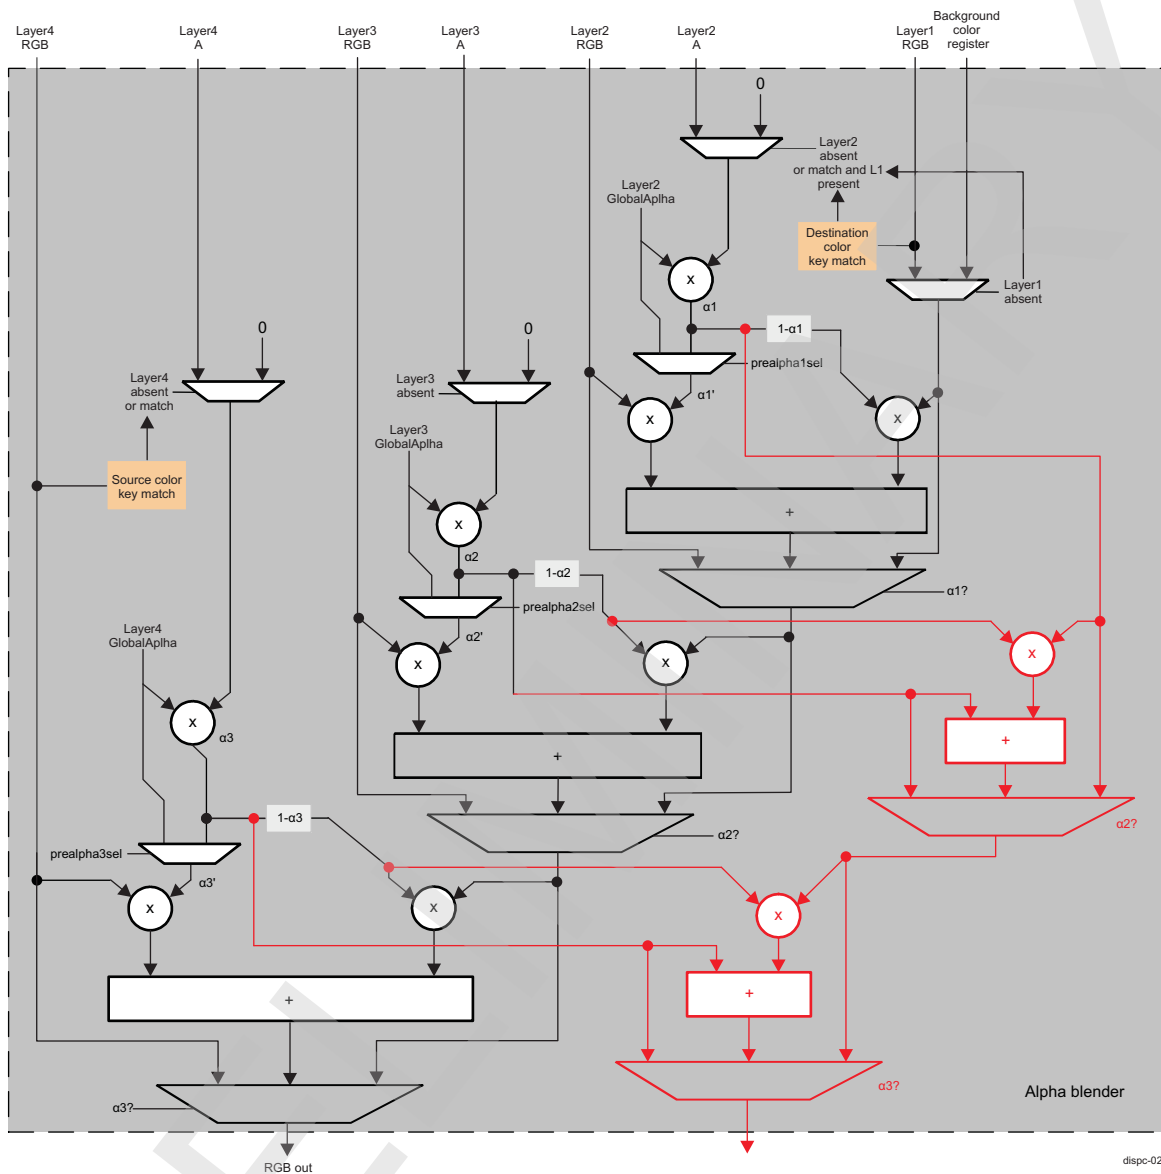 Layer4
RGB
Layer4
A
Layer3
RGB
Layer3
A
Layer2
RGB
Layer2
A
Layer1
RGB
Background
color
register
0
Layer2
absent
or match and L1
present
Layer2
GlobalAplha
Destination
color
key match
x
Layer1
absent
α1
0
0
1-α1
prealpha1sel
Layer4
absent
or match
Layer3
absent
α1'
x
x
Layer3
GlobalAplha
Source color
key match
+
x
α2
1-α2
α1?
prealpha2sel
α2'
Layer4
GlobalAplha
x
x
x
x
α3
+
+
1-α3
α2?
α2?
prealpha3sel
α3'
x
x
x
+
+
α3?
α3?
Alpha blender
RGB out
dispc-02